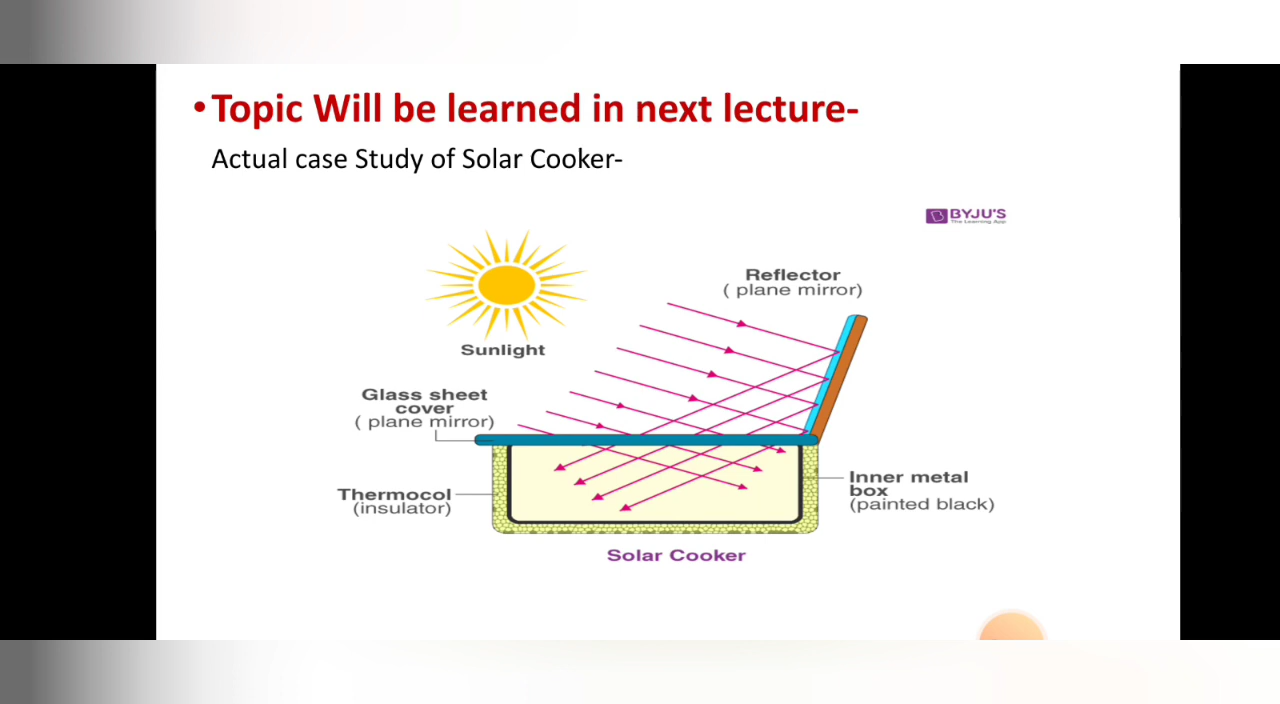 •Topic Will be learned in next lecture-
Actual case Study of Solar Cooker-
BYJU'S
The Learning App
Reflector
( plane mirror)
Sunlight
Glass sheet
cover
( plane mirror)
Thermocol
(insulator)
Inner metal
box
(painted black)
Solar Cooker